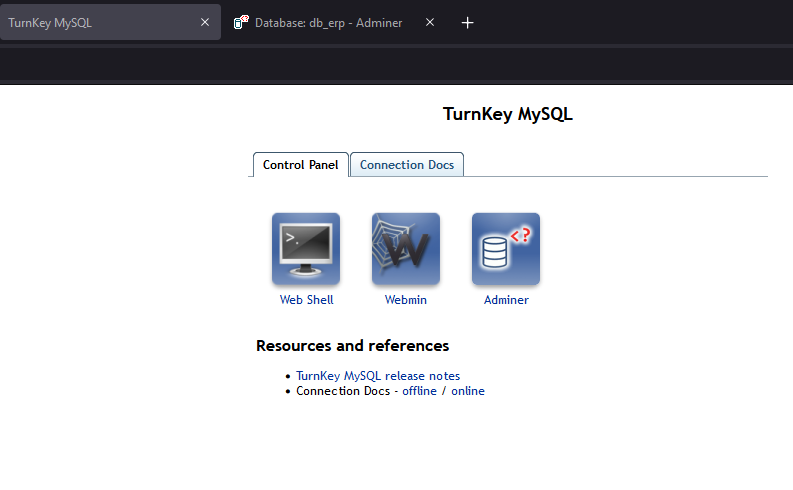 TurnKey MySQL
Database: db_erp - Adminer
TurnKey MySQL
Control Panel
Connection Docs
>_.
W
<?
Web Shell
Webmin
Adminer
Resources and references
• TurnKey MySQL release notes
• Connection Docs - offline / online